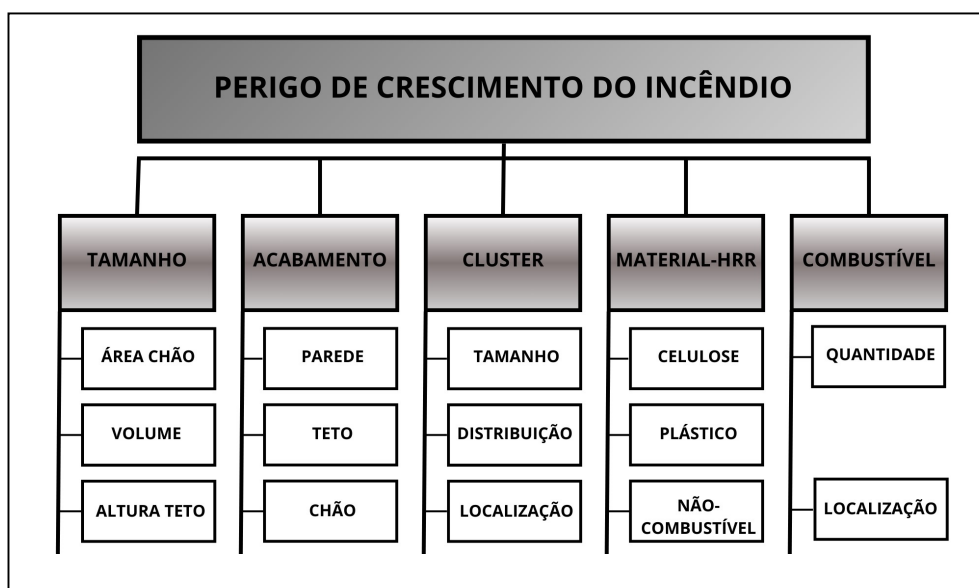 PERIGO DE CRESCIMENTO DO INCÊNDIO
TAMANHO
ÁREA CHÃO
VOLUME
ALTURA TETO
ACABAMENTO
PAREDE
TETO
CHÃO
CLUSTER
TAMANHO
DISTRIBUIÇÃO
LOCALIZAÇÃO
MATERIAL-HRR
CELULOSE
PLÁSTICO
NÃO-
COMBUSTÍVEL
COMBUSTÍVEL
QUANTIDADE
LOCALIZAÇÃO